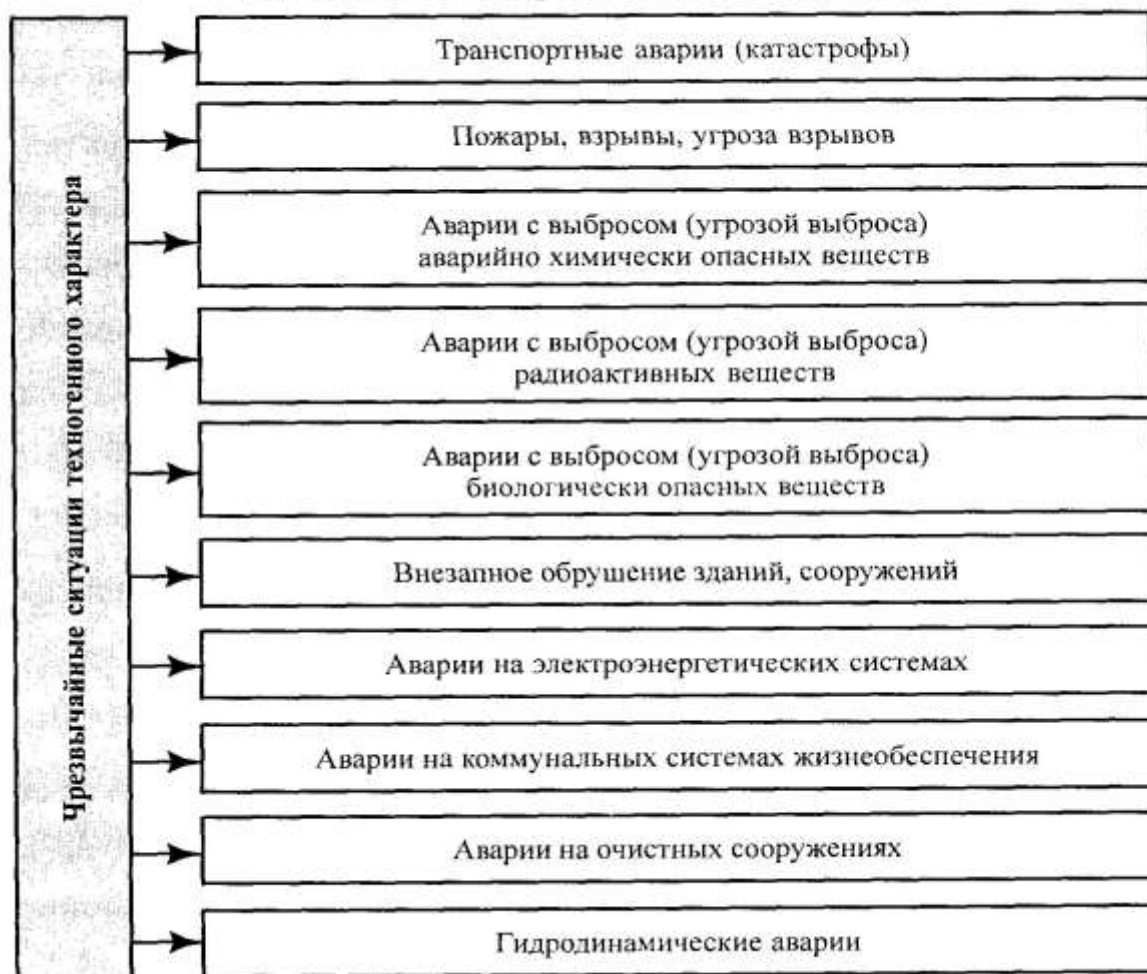 Чрезвычайные ситуации техногенного характера
Транспортные аварии (катастрофы)
Пожары, взрывы, угроза взрывов
Аварии с выбросом (угрозой выброса)
аварийно химически опасных веществ
Аварии с выбросом (угрозой выброса)
радиоактивных веществ
Аварии с выбросом (угрозой выброса)
биологически опасных веществ
Внезапное обрушение зданий, сооружений
Аварии на электроэнергетических системах
Аварии на коммунальных системах жизнеобеспечения
Аварии на очистных сооружениях
Гидродинамические аварии